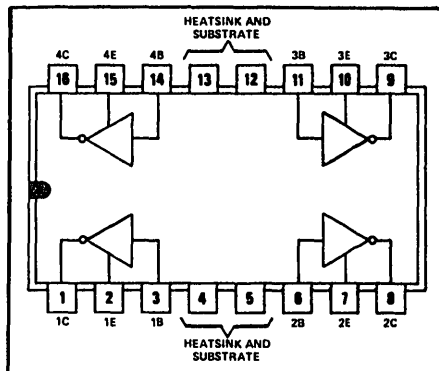 HEATSINK AND
SUBSTRATE
4C 4E 4B 3B 3E 3C
16 15 14 13 12 11 10 9
1 2 3 4 5 6 7 8
1C 1E 1B 2B 2E 2C
HEATSINK AND
SUBSTRATE